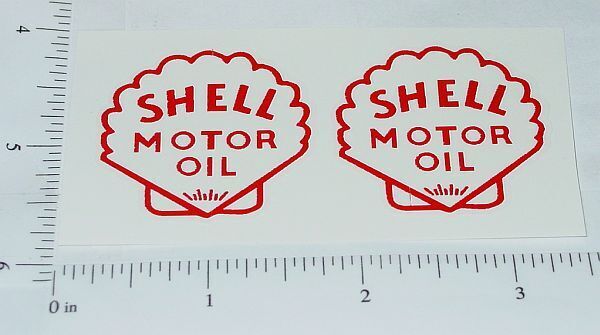 4
5
6
SHELL
MOTOR
OIL
SHELL
MOTOR
OIL
0 in
1
2
3